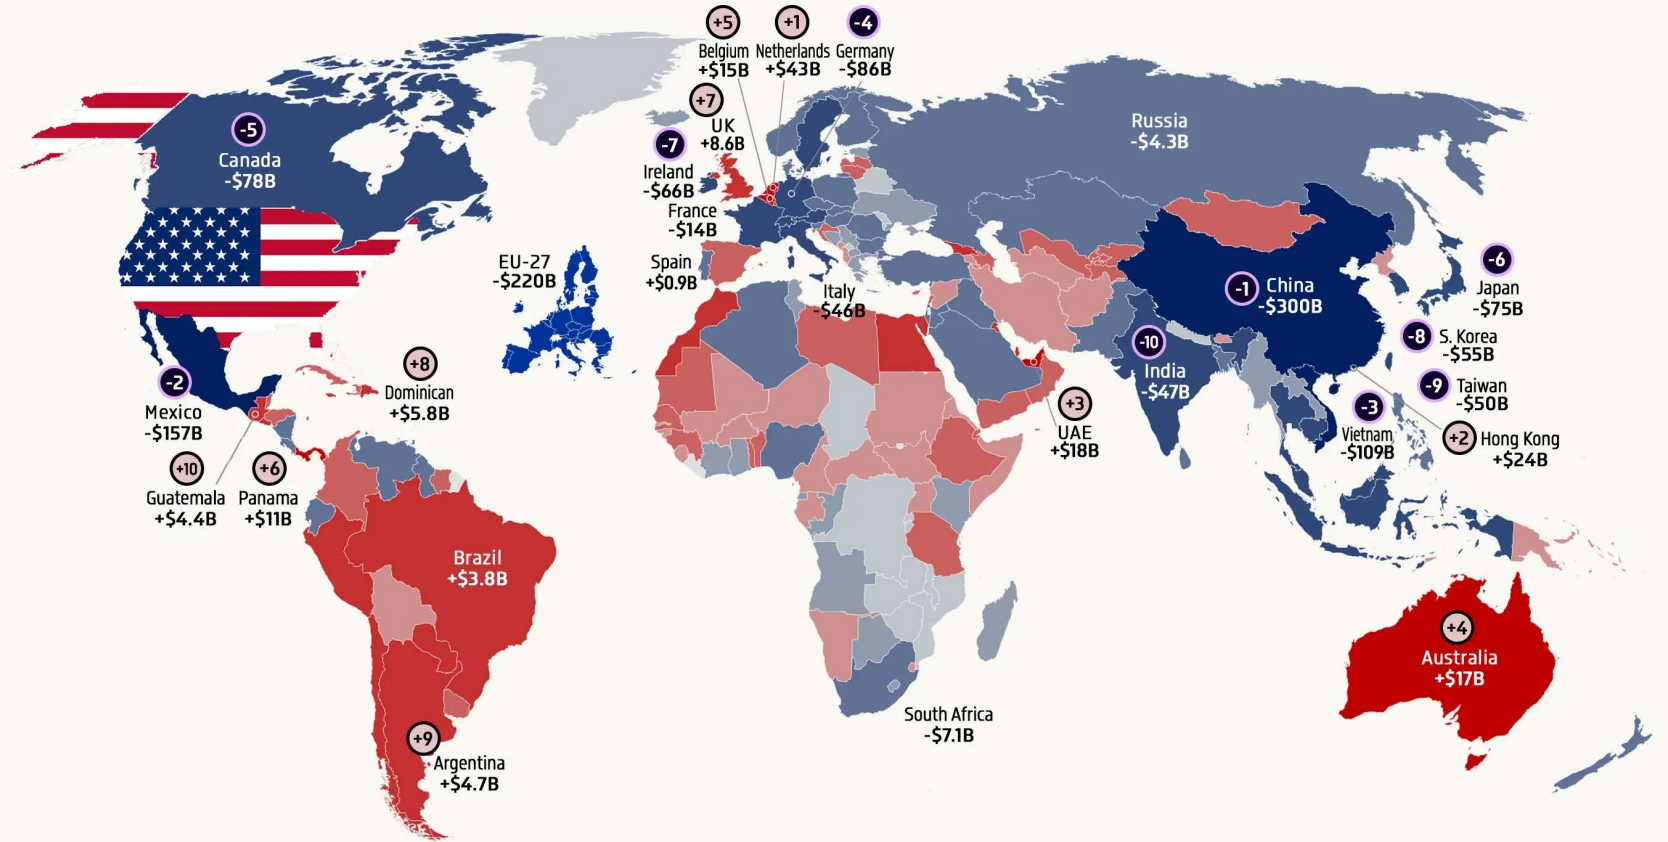 +5
Belgium
+$15B
+1
Netherlands
+$43B
-4
Germany
-$86B
+7
UK
+8.6B
-7
Ireland
-$66B
France
-$14B
Spain
+$0.9B
Italy
-$46B
EU-27
-$220B
-5
Canada
-$78B
-2
Mexico
-$157B
+8
Dominican
+$5.8B
+10
Guatemala
+$4.4B
+6
Panama
+$11B
Brazil
+$3.8B
+9
Argentina
+$4.7B
Russia
-$4.3B
-1 China
-$300B
-6
Japan
-$75B
-8 S. Korea
-$55B
-9 Taiwan
-$50B
-10
India
-$47B
-3
Vietnam
-$109B
+2 Hong Kong
+$24B
+3
UAE
+$18B
South Africa
-$7.1B
+4
Australia
+$17B